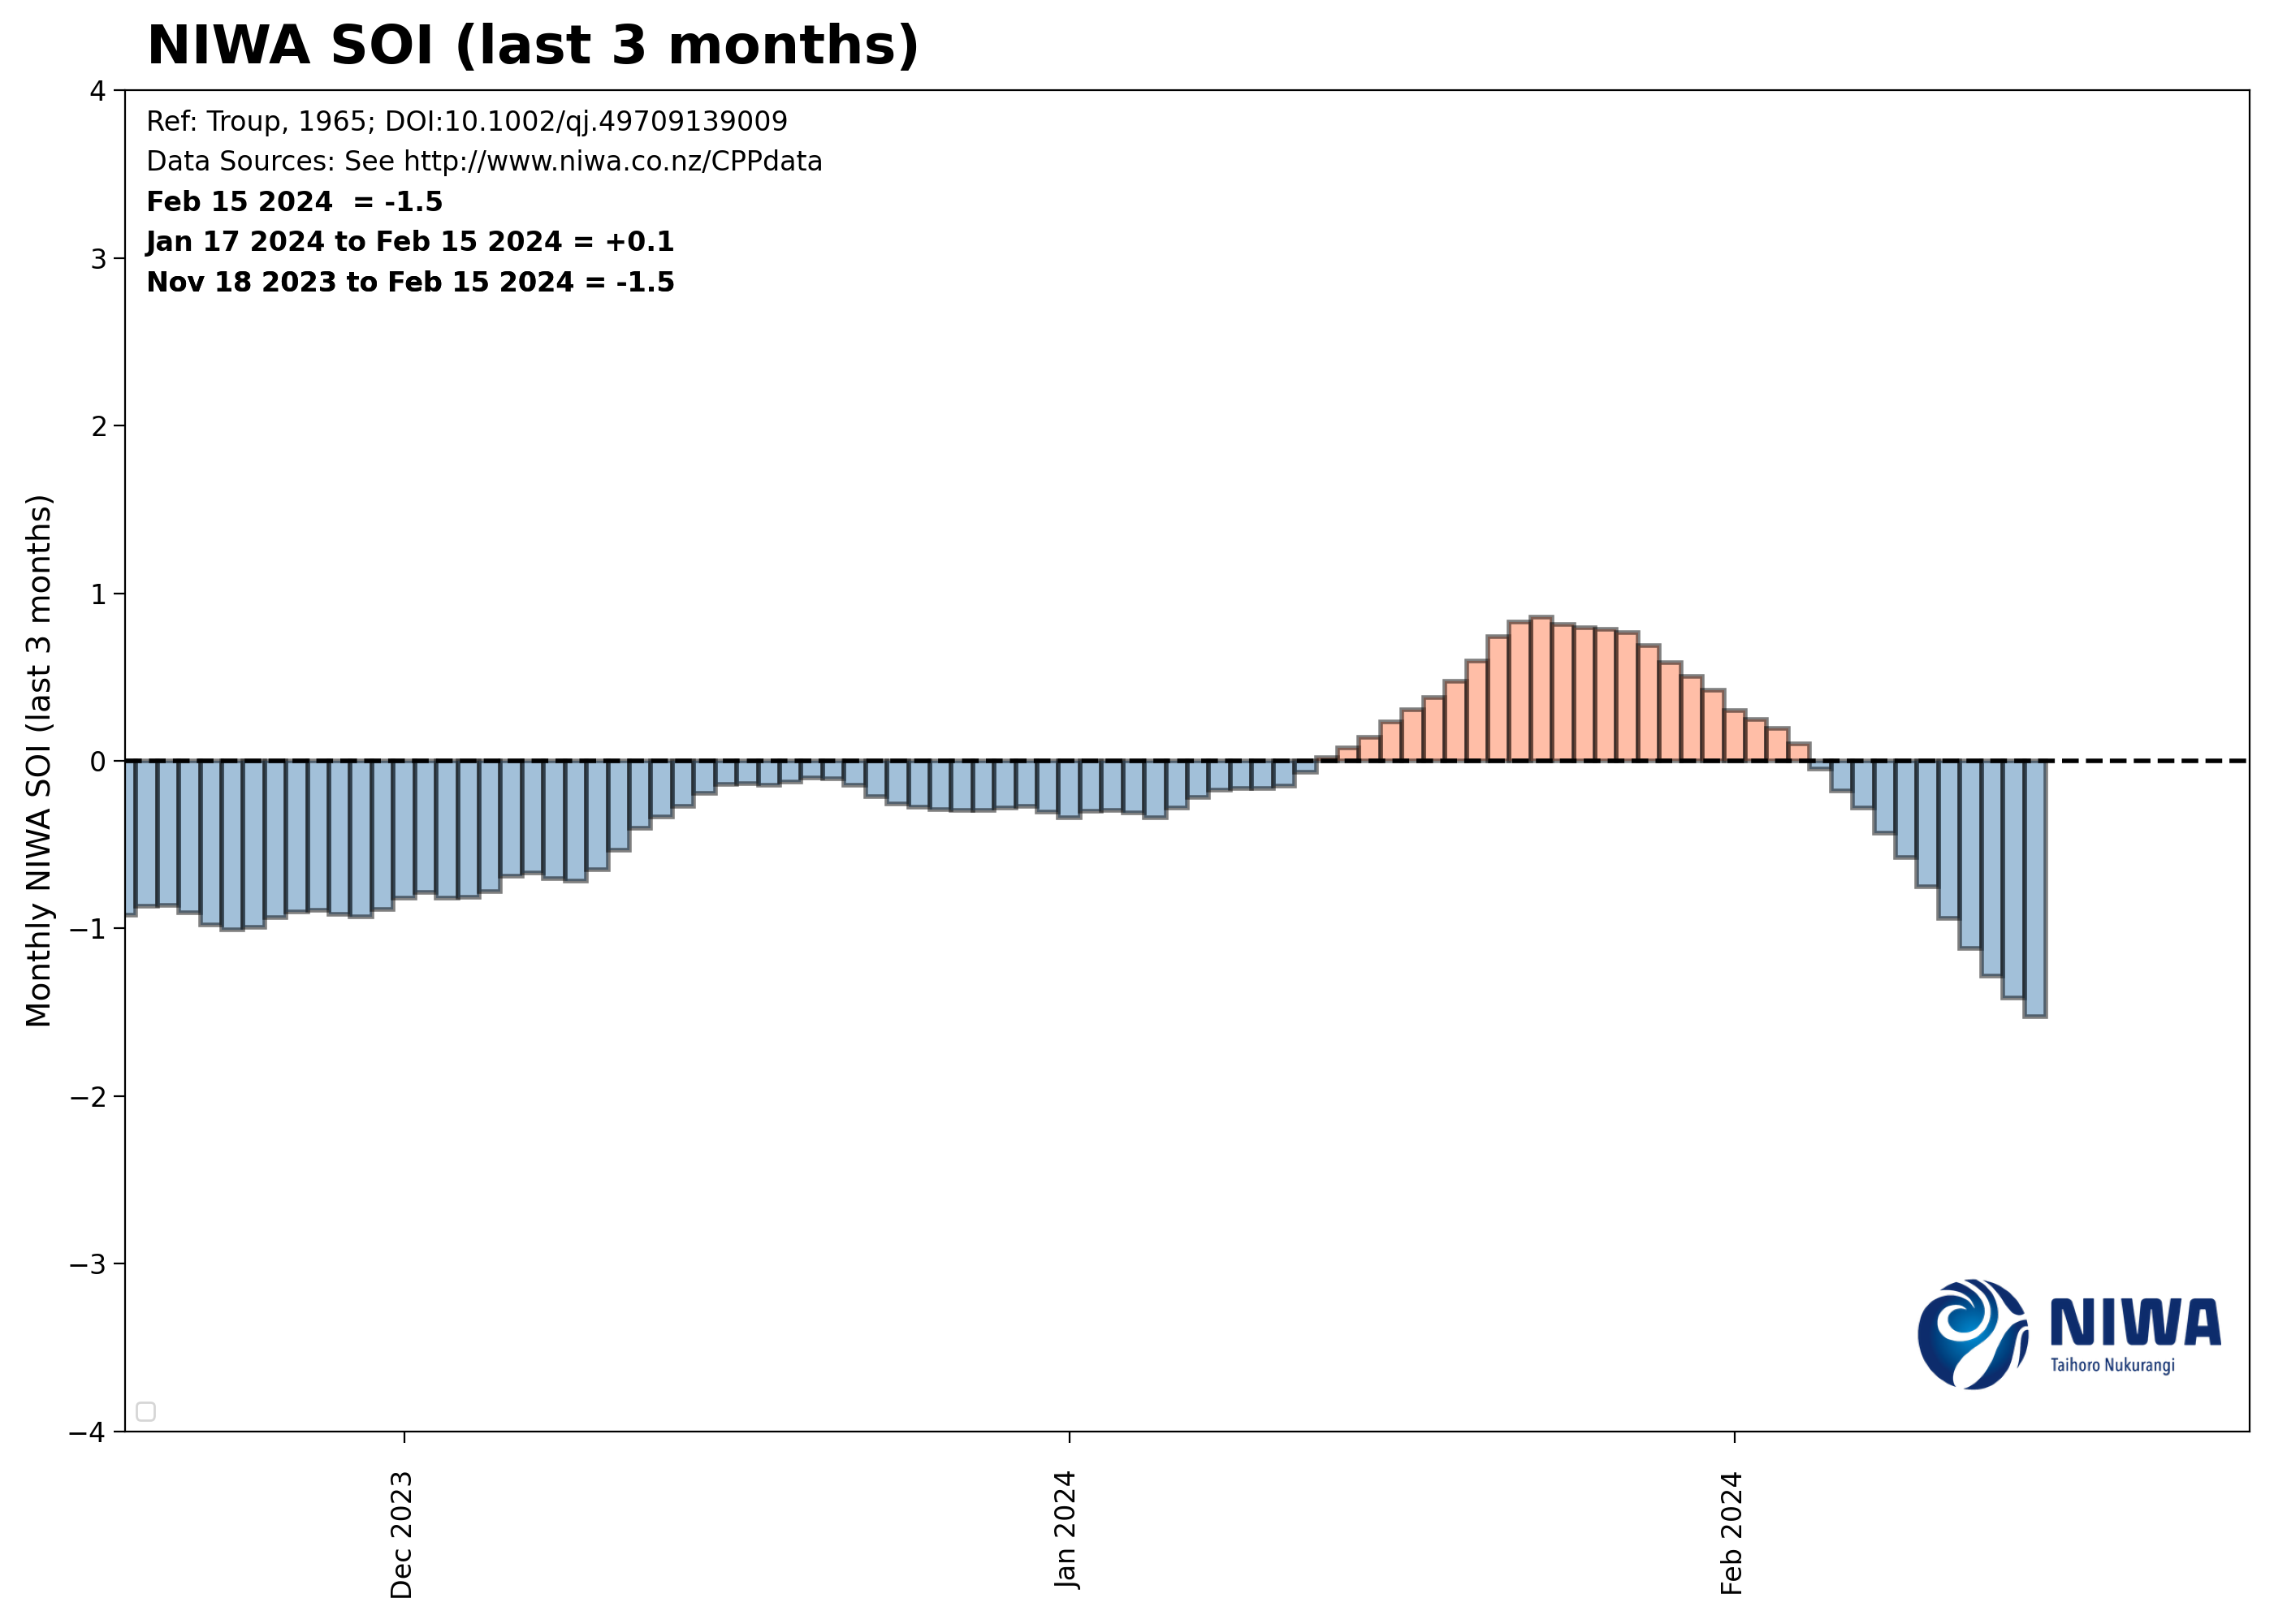 NIWA SOI (last 3 months)
Ref: Troup, 1965; DOI:10.1002/qj.49709139009
Data Sources: See http://www.niwa.co.nz/CPPdata
Feb 15 2024  = -1.5
Jan 17 2024 to Feb 15 2024 = +0.1
Nov 18 2023 to Feb 15 2024 = -1.5
Monthly NIWA SOI (last 3 months)
4
3
2
1
0
−1
−2
−3
−4
Dec 2023
Jan 2024
Feb 2024
NIWA
Taihoro Nukurangi